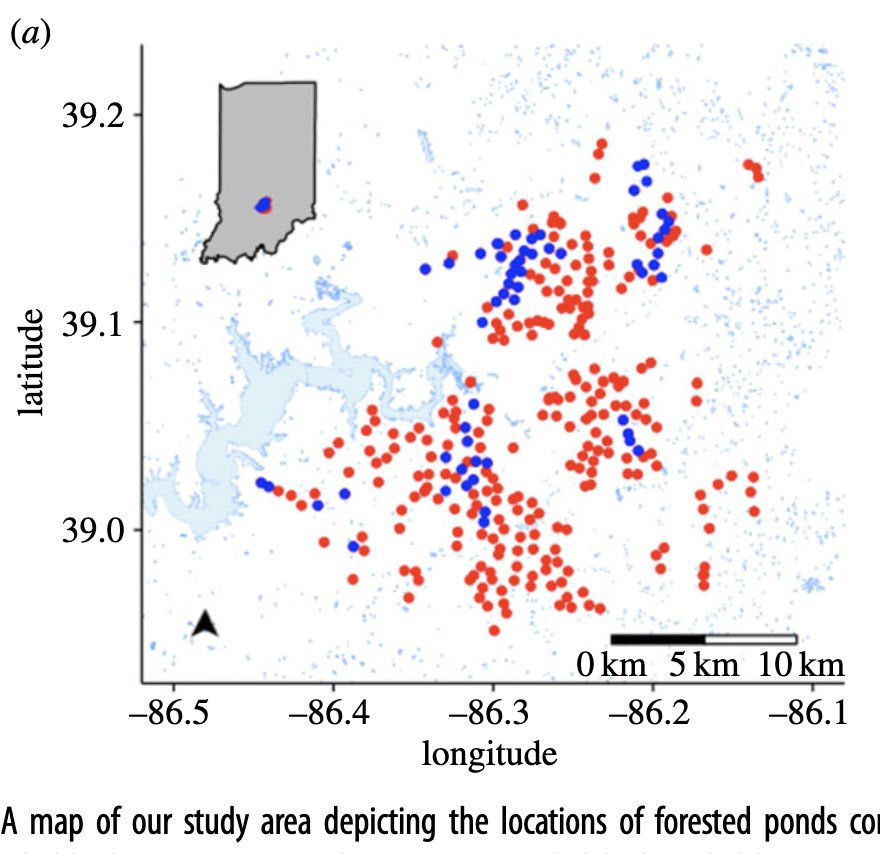 (a)
39.2
39.1
39.0
latitude
0 km 5 km 10 km
–86.5 –86.4 –86.3 –86.2 –86.1
longitude
A map of our study area depicting the locations of forested ponds